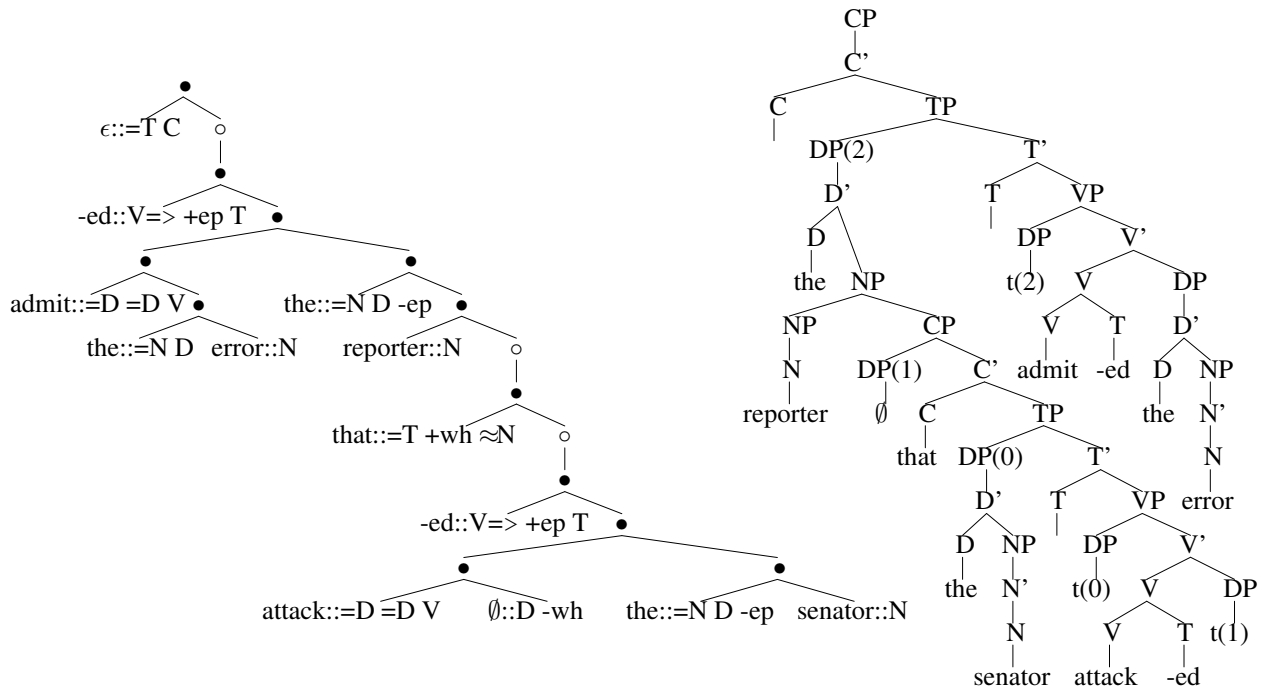 CP
C'
C TP
ϵ::=T C
DP(2) T'
D' T VP
-ed::V=> +ep T
D DP V'
admit::=D =D V the::=N D -ep the NP t(2) V DP
the::=N D error::N reporter::N NP CP V T D'
N DP(1) C' admit -ed D NP
reporter ∅ C TP the N'
that::=T +wh ≈N that DP(0) T' N
D' T VP error
-ed::V=> +ep T
D NP DP V'
the N' t(0) V DP
attack::=D =D V ∅::D -wh the::=N D -ep senator::N
N V T t(1)
senator attack -ed